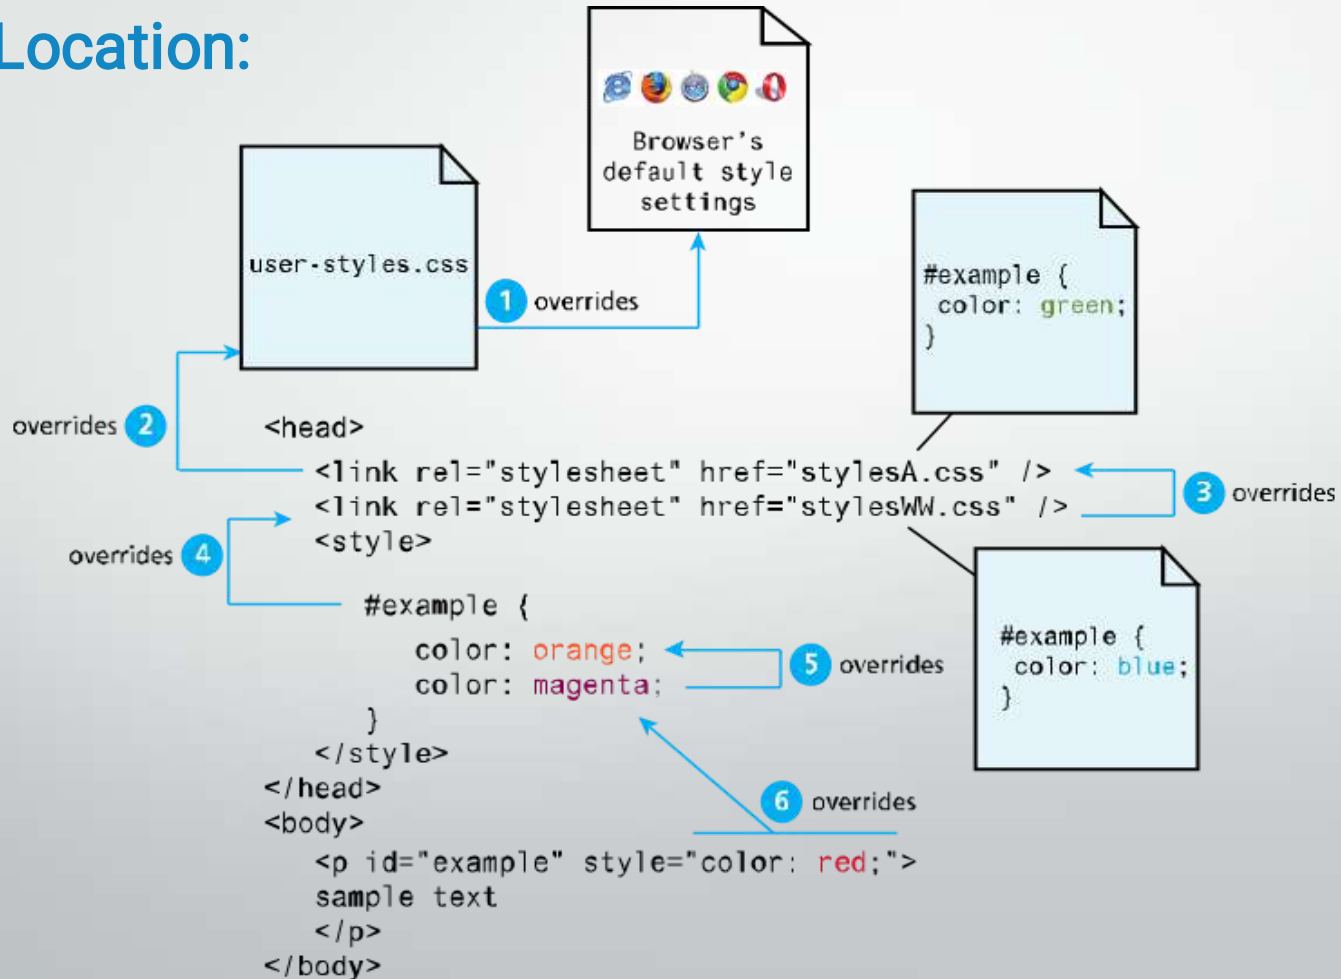 Location:
Browser's
default style
settings
user-styles.css
1 overrides
#example {
color: green;
}
overrides 2
<head>
<link rel="stylesheet" href="stylesA.css" />
<link rel="stylesheet" href="stylesWW.css" />
3 overrides
<style>
overrides 4
#example {
color: orange;
color: magenta;
5 overrides
}
#example {
color: blue;
}
</style>
</head>
6 overrides
<body>
<p id="example" style="color: red;">
sample text
</p>
</body>